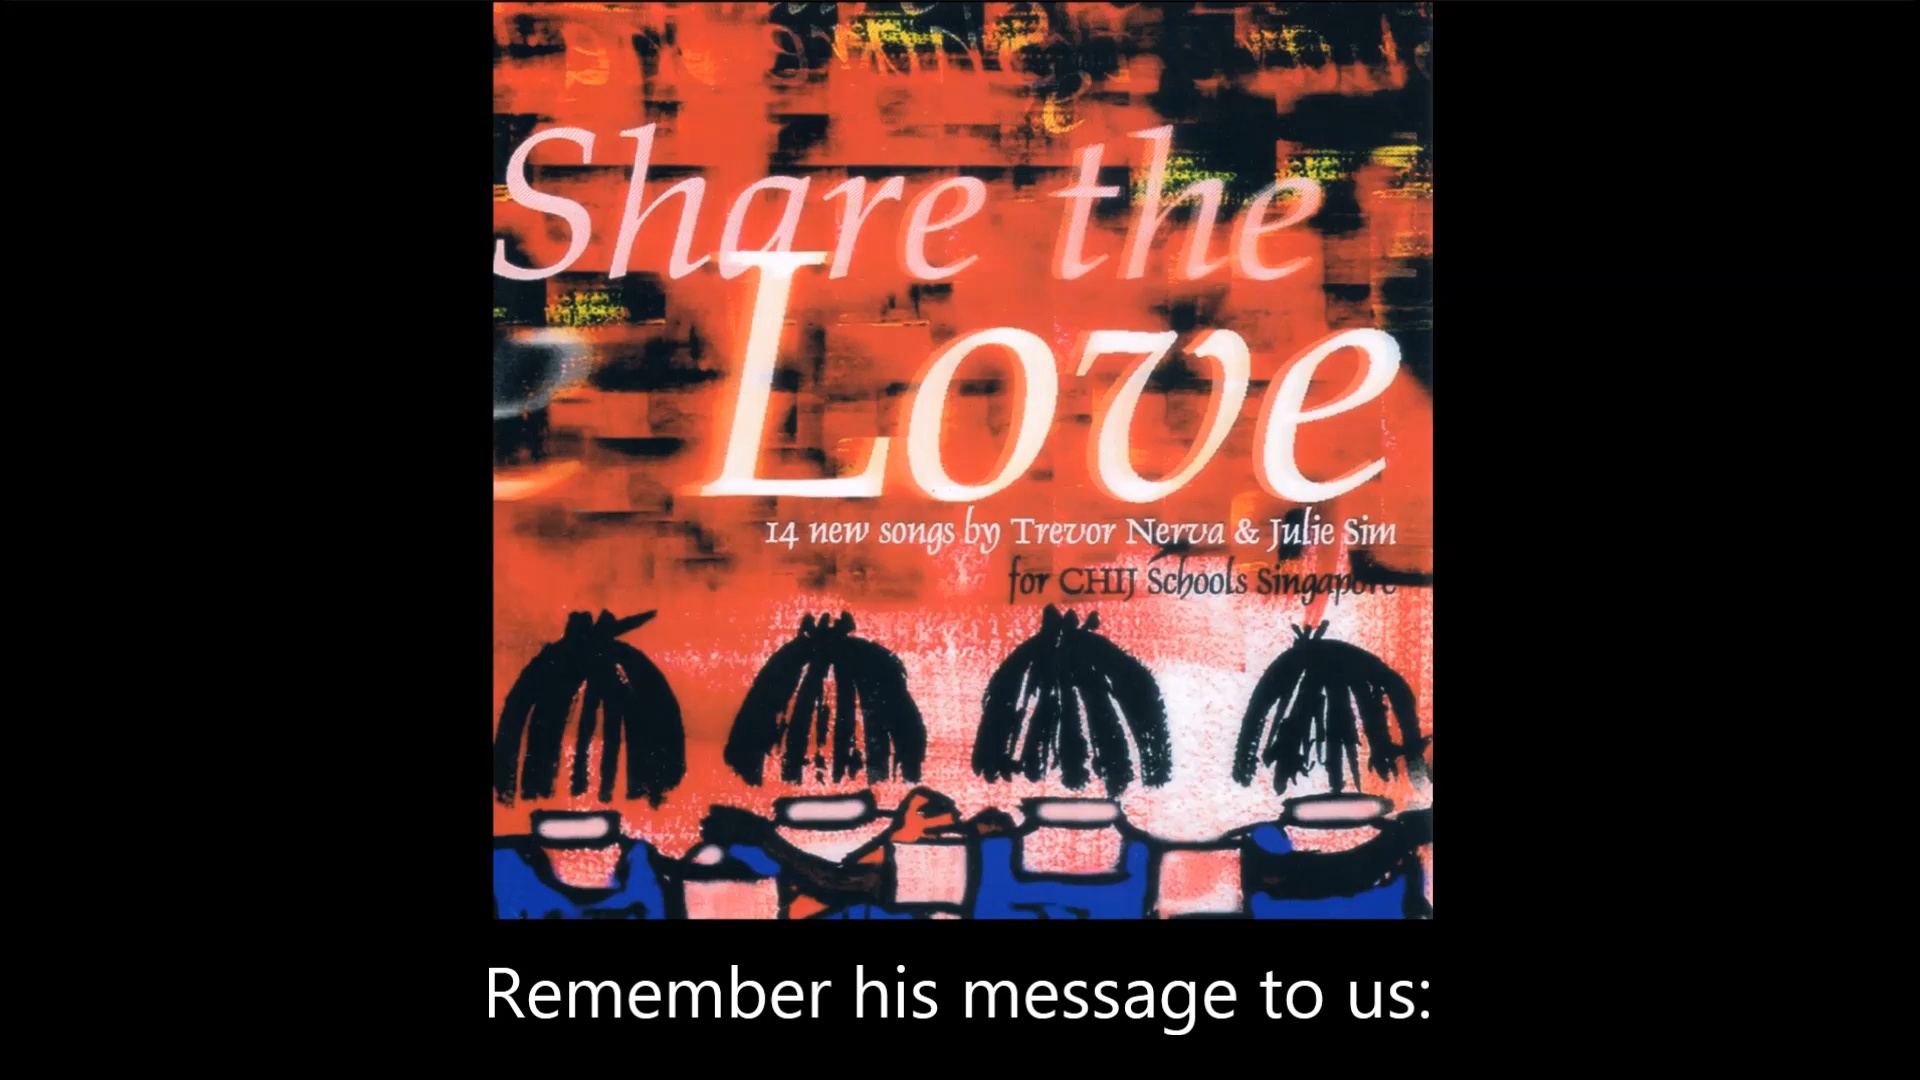 Share the
Love
14 new songs by Trevor Nerva & Julie Sim
for CHIJ Schools Singapore
Remember his message to us: